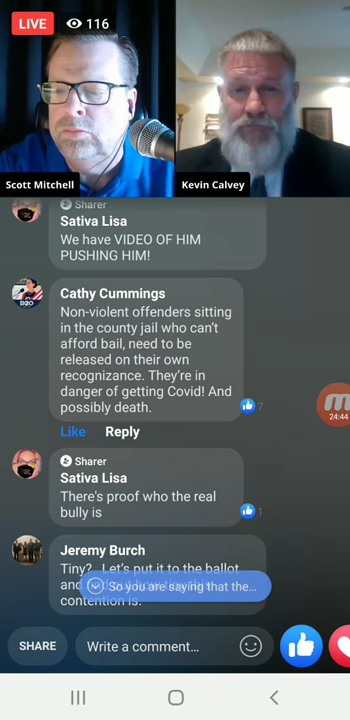 LIVE 116
Scott Mitchell
Kevin Calvey
Sharer
Sativa Lisa
We have VIDEO OF HIM
PUSHING HIM!
Cathy Cummings
Non-violent offenders sitting
in the county jail who can't
afford bail, need to be
released on their own
recognizance. They're in
danger of getting Covid! And
possibly death.
7
Like Reply
24:44
Sharer
Sativa Lisa
There's proof who the real
bully is
1
Jeremy Burch
Tiny? Let's put it to the ballot
and
So you are saying that the...
contention is.
SHARE
Write a comment...